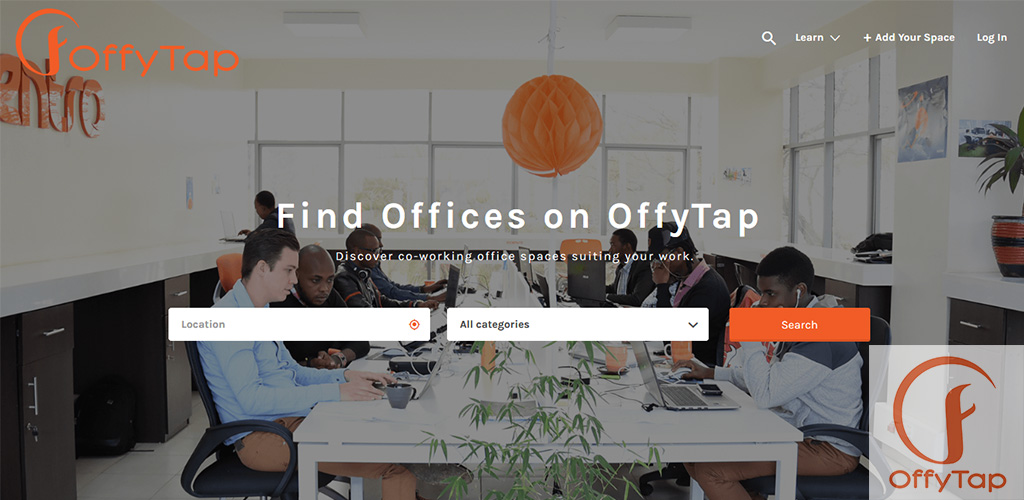 OffyTap
Learn
+ Add Your Space
Log In
Find Offices on OffyTap
Discover co-working office spaces suiting your work.
Location
All categories
Search
OffyTap